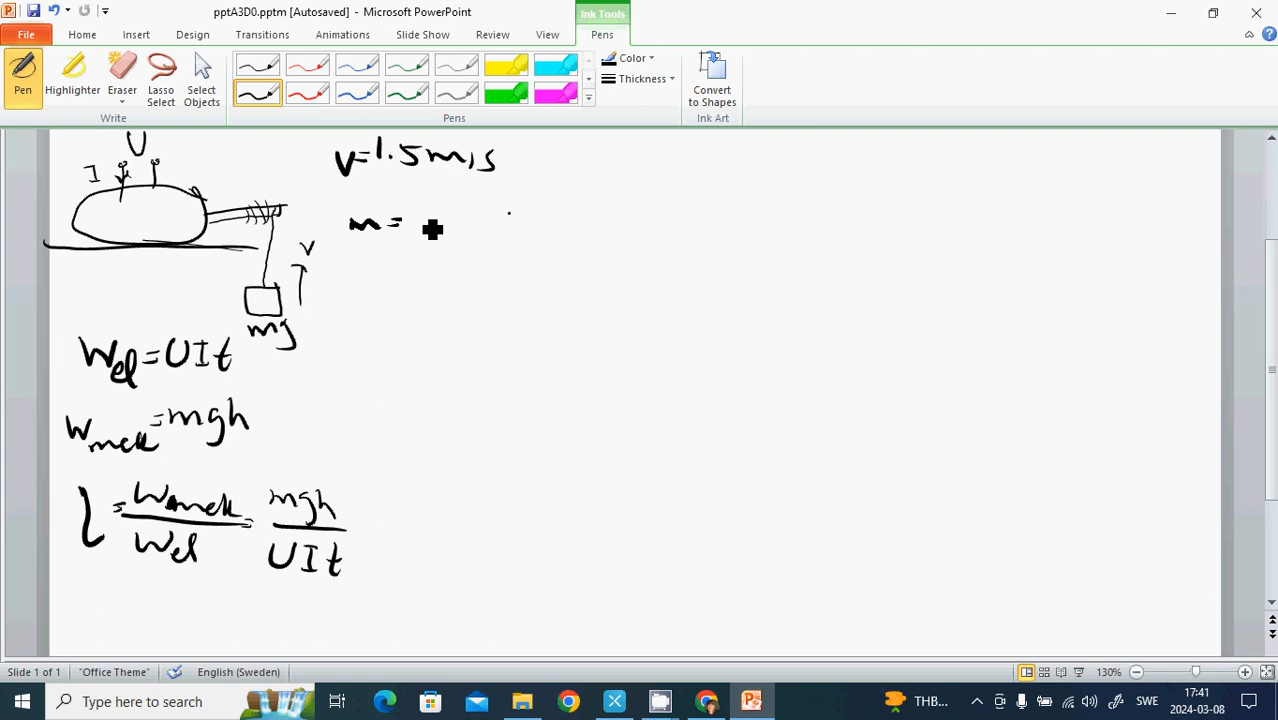 pptA3D0.pptm [Autosaved] - Microsoft PowerPoint
Ink Tools
File Home Insert Design Transitions Animations Slide Show Review View Pens
Pen Highlighter Eraser Lasso Select Select Objects
Color
Thickness
Convert to Shapes
Write Pens Ink Art
U
I
v=1.5m/s
m=
v
mg
Wel=UIt
Wmek=mgh
η=Wmek/Wel=mgh/UIt
Slide 1 of 1 "Office Theme" English (Sweden) 130%
Type here to search
THB...
SWE
17:41
2024-03-08